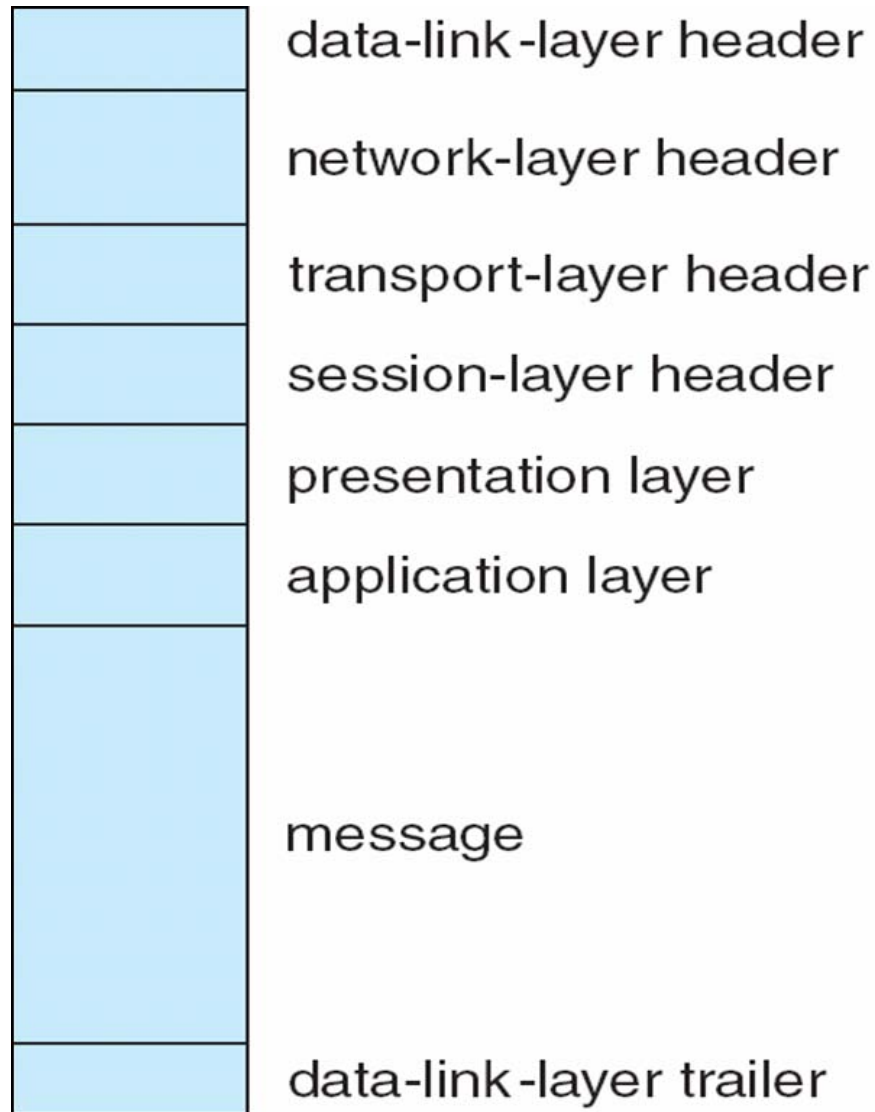 data-link-layer header
network-layer header
transport-layer header
session-layer header
presentation layer
application layer
message
data-link-layer trailer